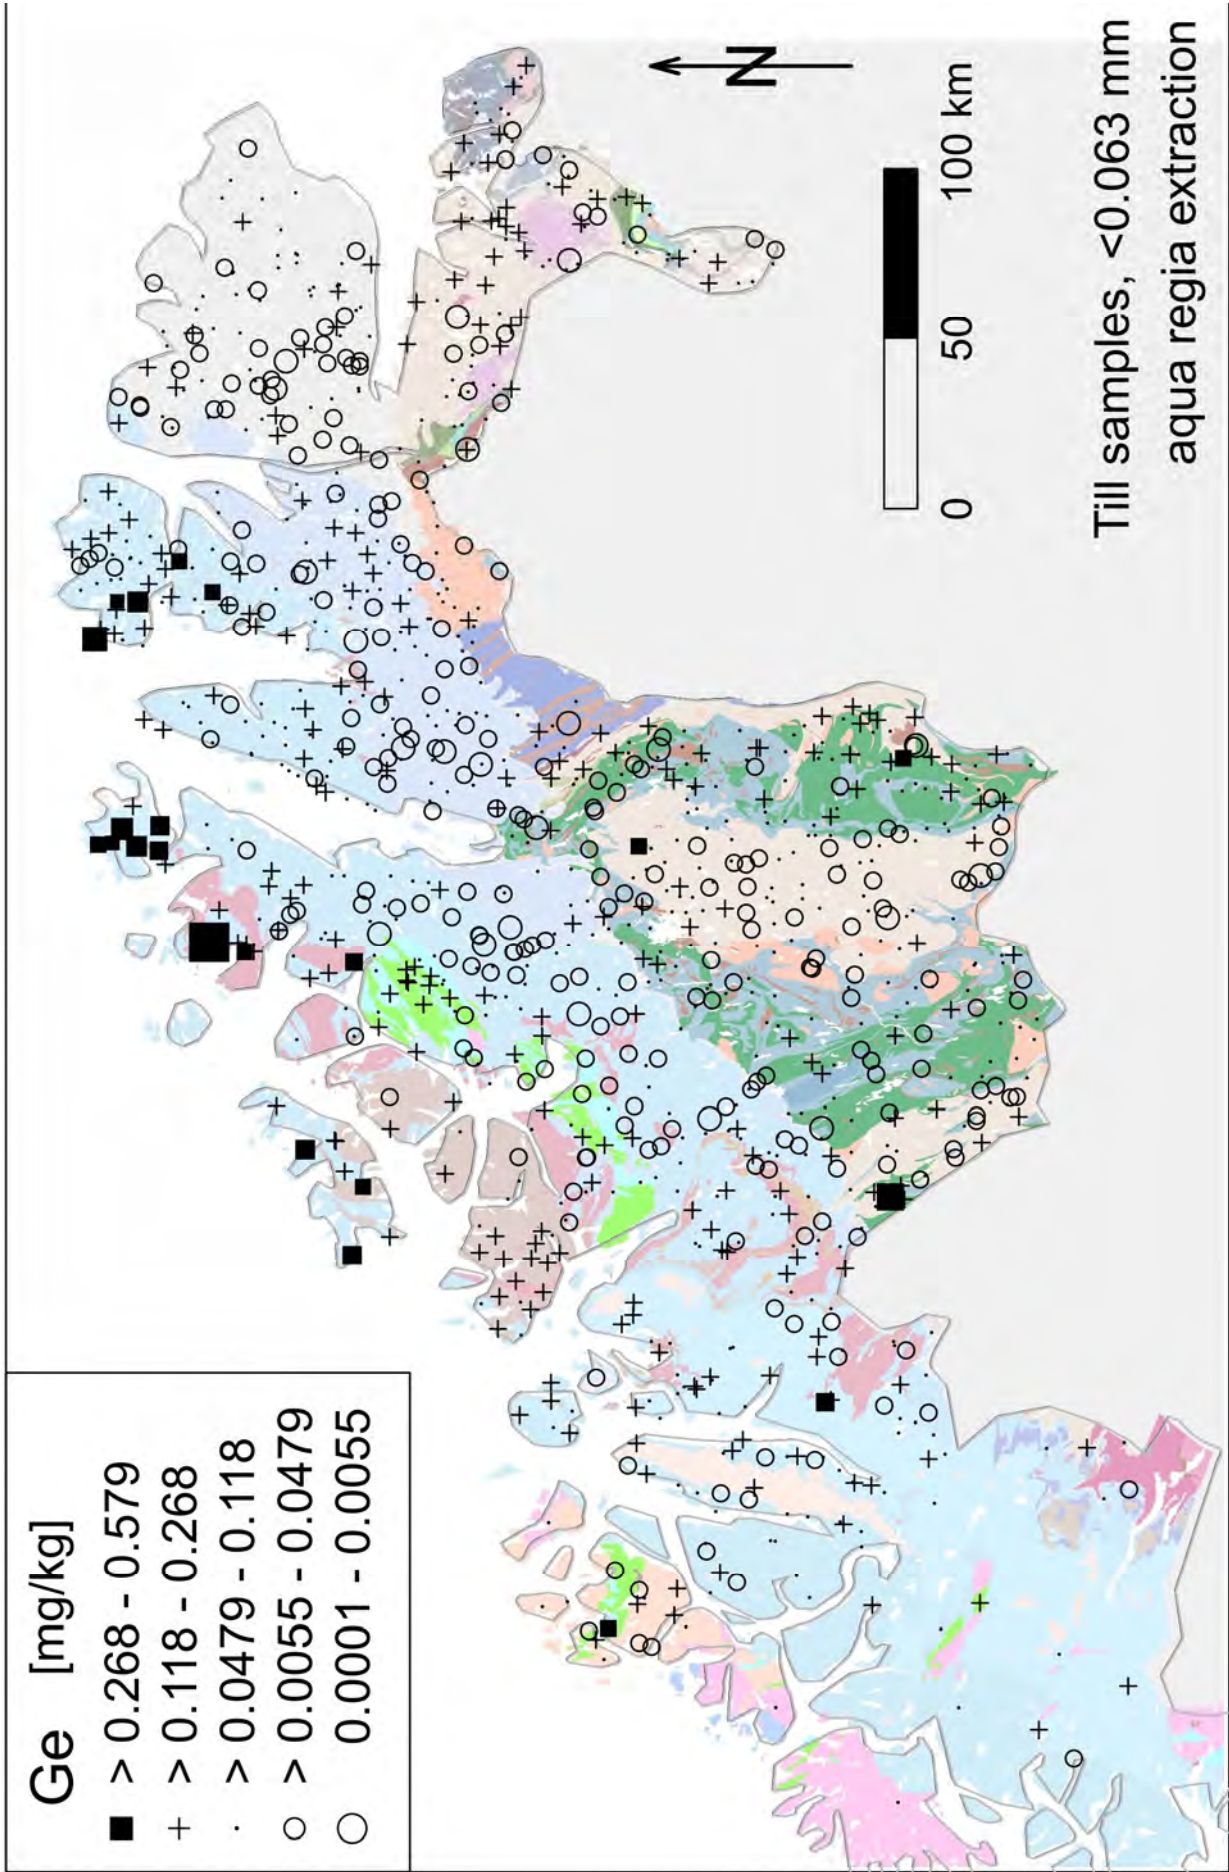 Ge [mg/kg]
> 0.268 - 0.579
> 0.118 - 0.268
> 0.0479 - 0.118
> 0.0055 - 0.0479
0.0001 - 0.0055
N
0 50 100 km
Till samples, <0.063 mm
aqua regia extraction